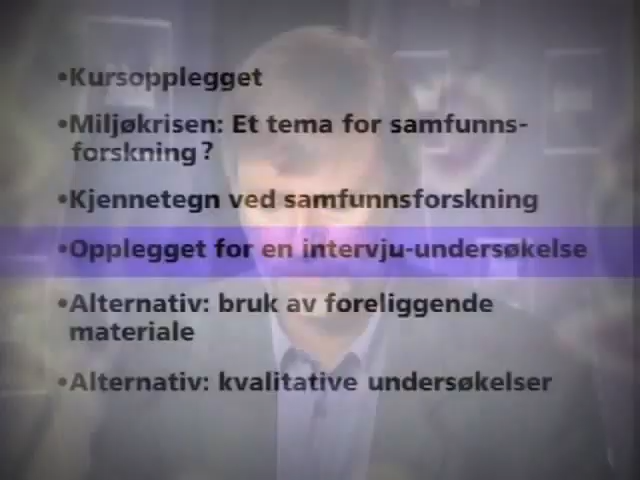 •Kursopplegget
•Miljøkrisen: Et tema for samfunns-
forskning?
•Kjennetegn ved samfunnsforskning
•Opplegget for en intervju-undersøkelse
•Alternativ: bruk av foreliggende
materiale
•Alternativ: kvalitative undersøkelser